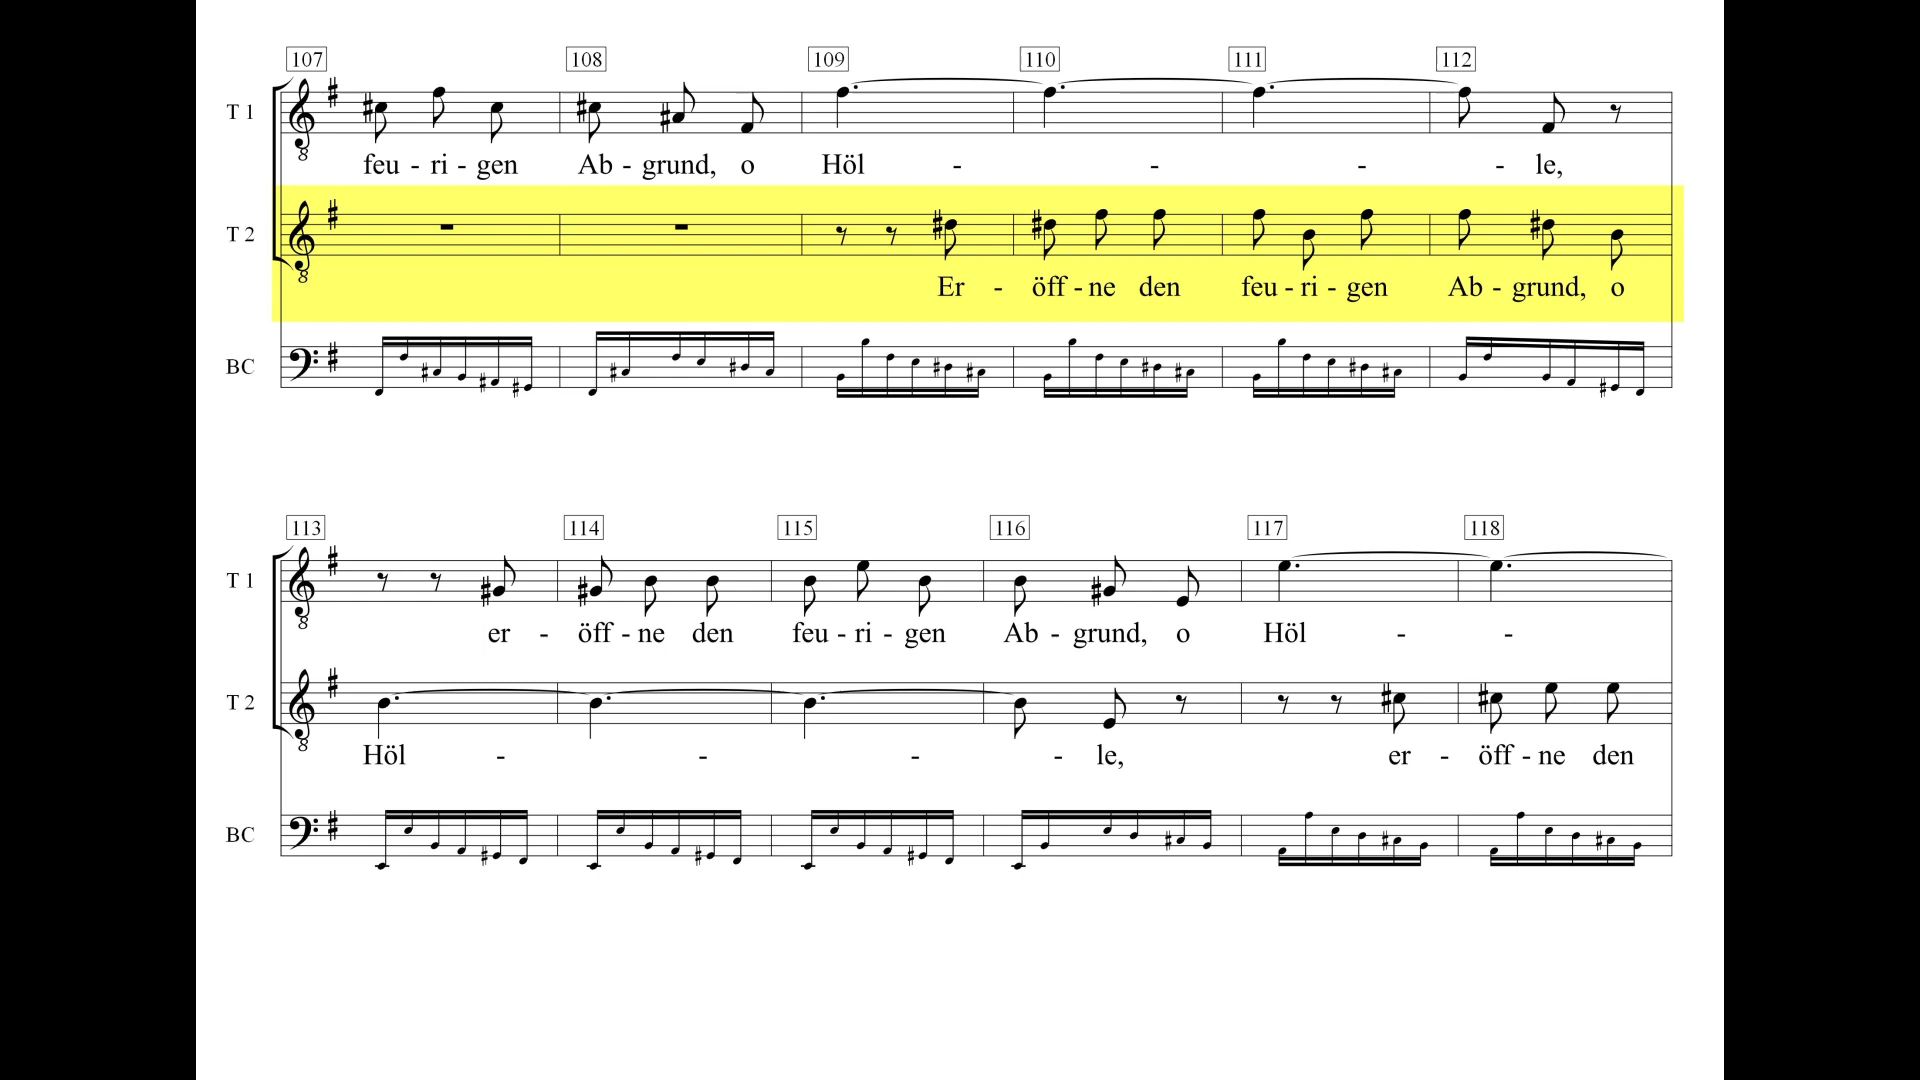 107 108 109 110 111 112
T 1
feu - ri - gen Ab - grund, o Höl - - - - le,
T 2
Er - öff - ne den feu - ri - gen Ab - grund, o
BC
113 114 115 116 117 118
T 1
er - öff - ne den feu - ri - gen Ab - grund, o Höl - -
T 2
Höl - - - - le, er - öff - ne den
BC